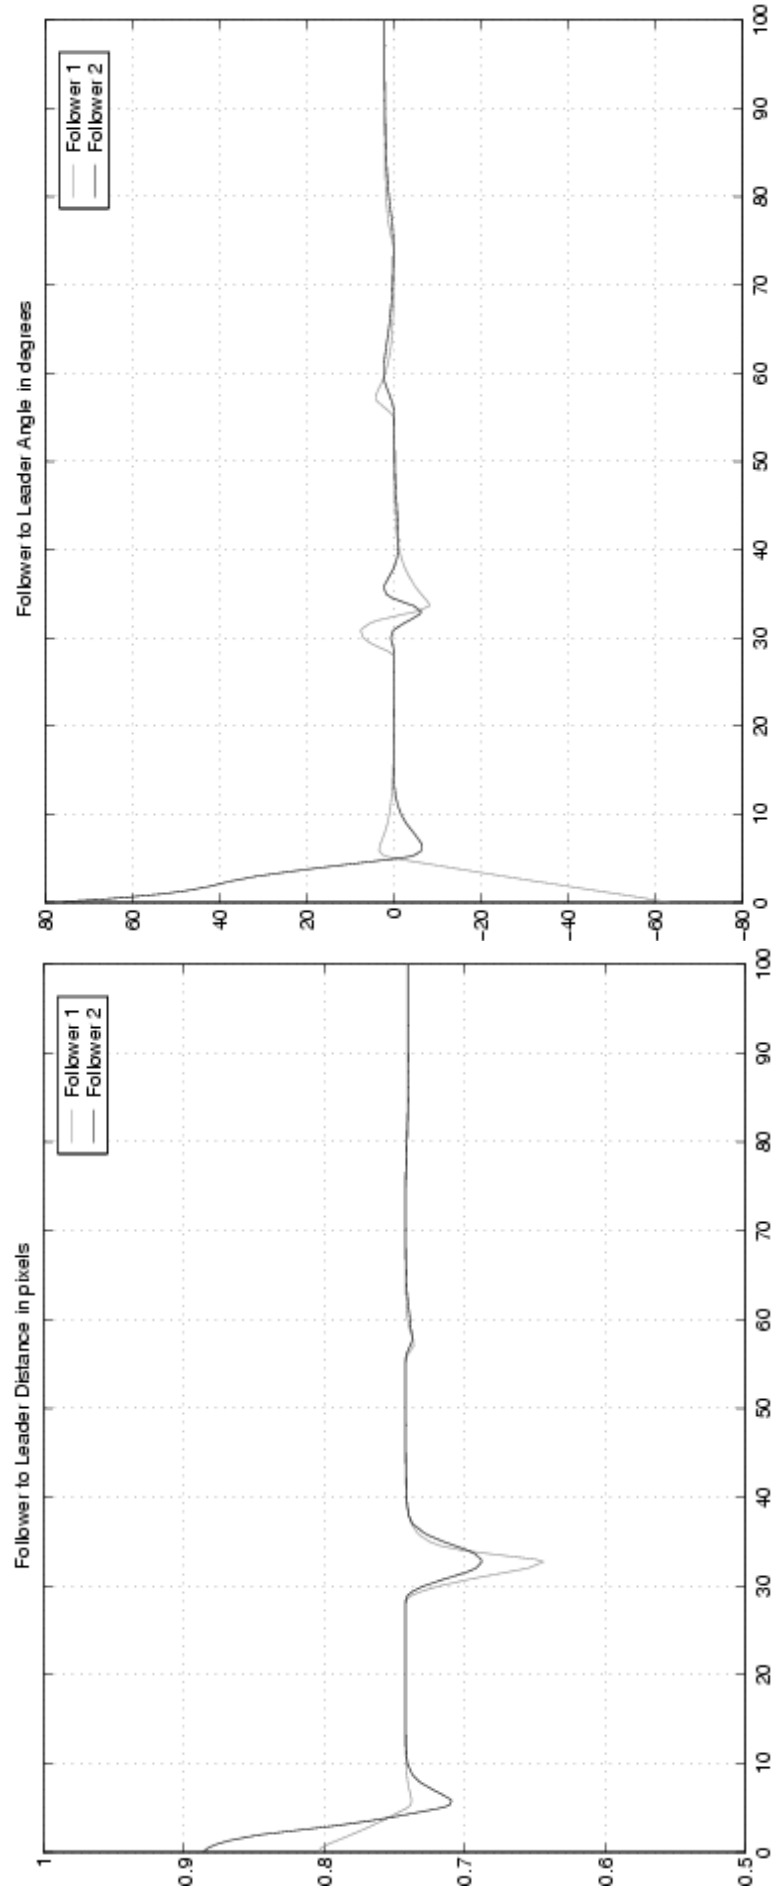 Follower to Leader Distance in pixels
Follower 1
Follower 2
1
0.9
0.8
0.7
0.6
0.5
0 10 20 30 40 50 60 70 80 90 100
Follower to Leader Angle in degrees
Follower 1
Follower 2
80
60
40
20
0
−20
−40
−60
−80
0 10 20 30 40 50 60 70 80 90 100